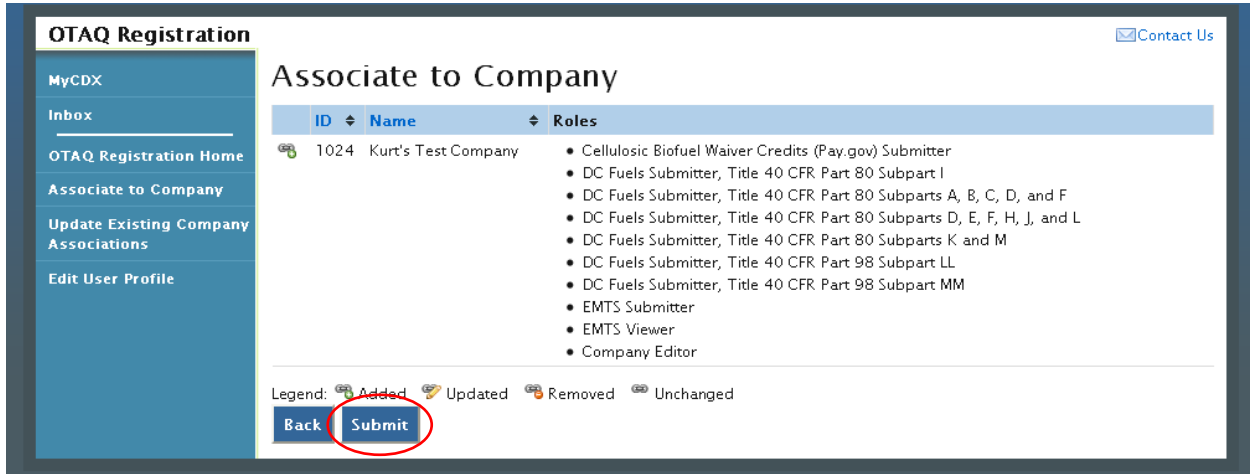 OTAQ Registration
Contact Us
MyCDX
Inbox
OTAQ Registration Home
Associate to Company
Update Existing Company
Associations
Edit User Profile
Associate to Company
ID Name Roles
1024 Kurt's Test Company
• Cellulosic Biofuel Waiver Credits (Pay.gov) Submitter
• DC Fuels Submitter, Title 40 CFR Part 80 Subpart I
• DC Fuels Submitter, Title 40 CFR Part 80 Subparts A, B, C, D, and F
• DC Fuels Submitter, Title 40 CFR Part 80 Subparts D, E, F, H, J, and L
• DC Fuels Submitter, Title 40 CFR Part 80 Subparts K and M
• DC Fuels Submitter, Title 40 CFR Part 98 Subpart LL
• DC Fuels Submitter, Title 40 CFR Part 98 Subpart MM
• EMTS Submitter
• EMTS Viewer
• Company Editor
Legend: Added Updated Removed Unchanged
Back Submit